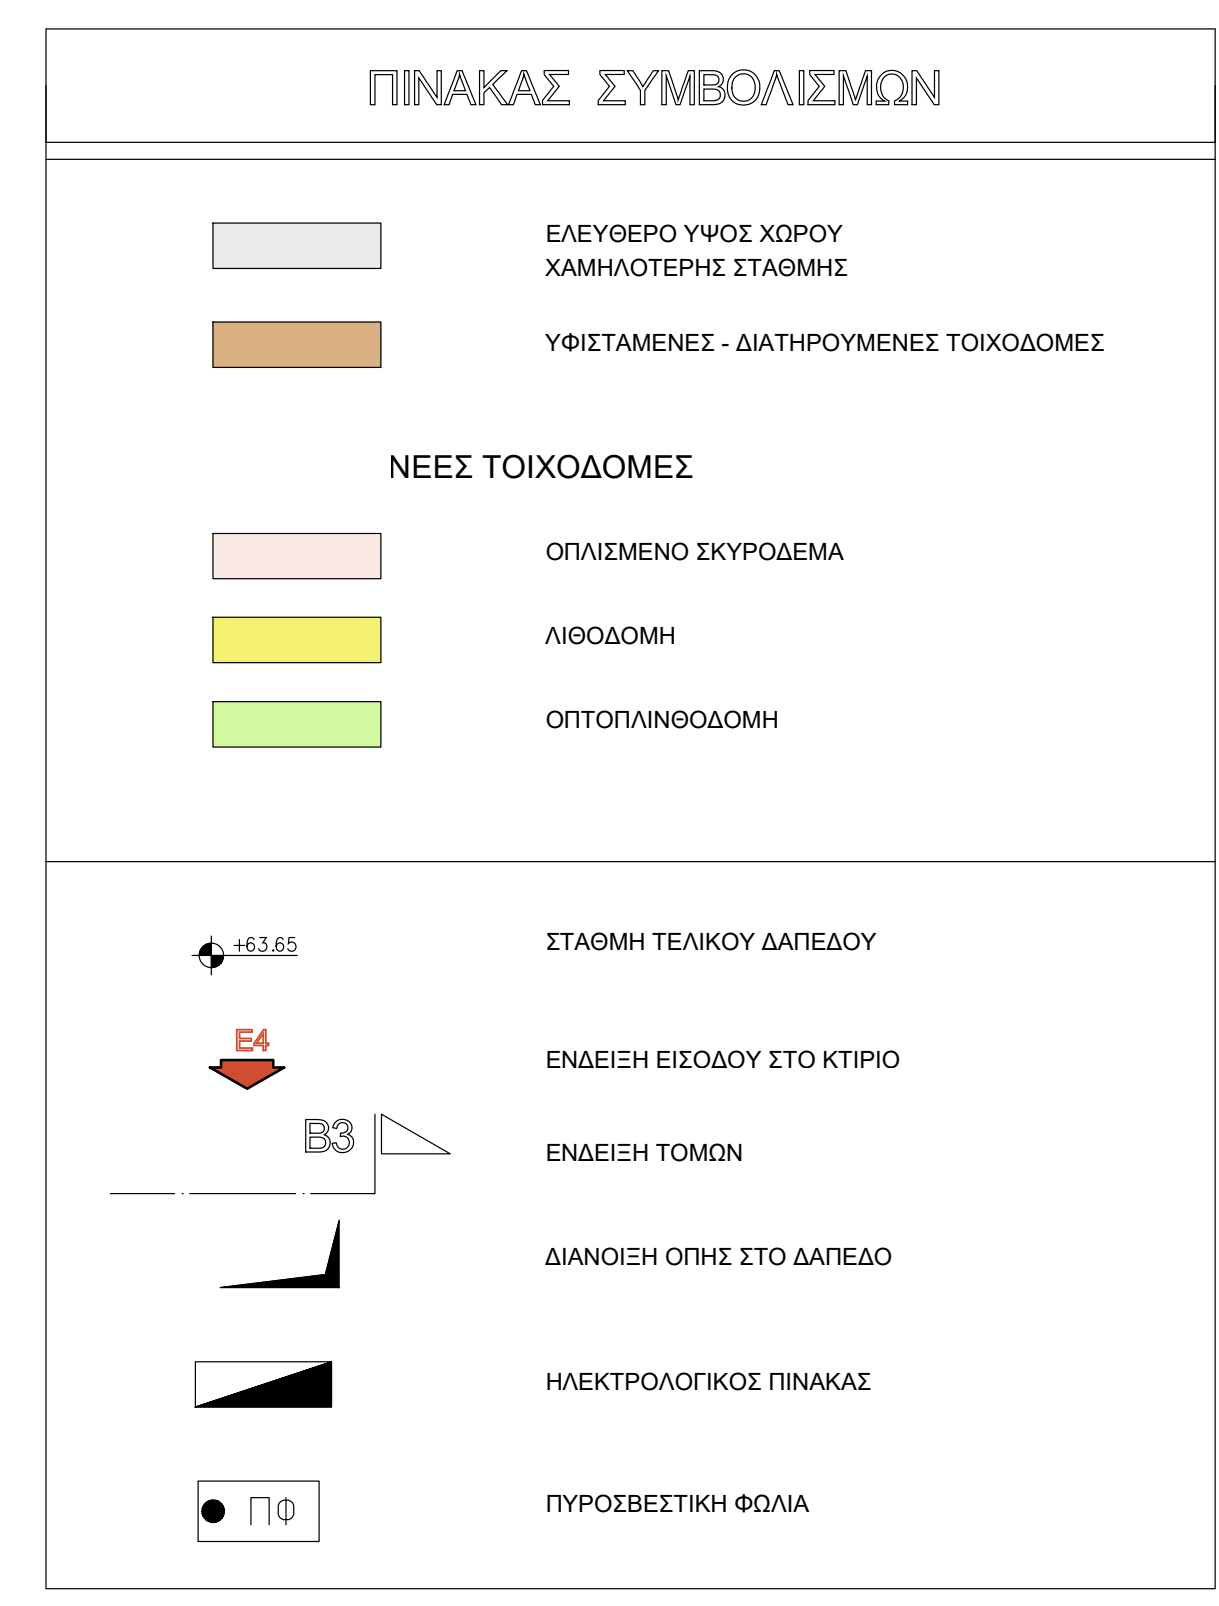 ΠΙΝΑΚΑΣ ΣΥΜΒΟΛΙΣΜΩΝ
ΕΛΕΥΘΕΡΟ ΥΨΟΣ ΧΩΡΟΥ
ΧΑΜΗΛΟΤΕΡΗΣ ΣΤΑΘΜΗΣ
ΥΦΙΣΤΑΜΕΝΕΣ - ΔΙΑΤΗΡΟΥΜΕΝΕΣ ΤΟΙΧΟΔΟΜΕΣ
ΝΕΕΣ ΤΟΙΧΟΔΟΜΕΣ
ΟΠΛΙΣΜΕΝΟ ΣΚΥΡΟΔΕΜΑ
ΛΙΘΟΔΟΜΗ
ΟΠΤΟΠΛΙΝΘΟΔΟΜΗ
+63.65 ΣΤΑΘΜΗ ΤΕΛΙΚΟΥ ΔΑΠΕΔΟΥ
Ε4 ΕΝΔΕΙΞΗ ΕΙΣΟΔΟΥ ΣΤΟ ΚΤΙΡΙΟ
Β3 ΕΝΔΕΙΞΗ ΤΟΜΩΝ
ΔΙΑΝΟΙΞΗ ΟΠΗΣ ΣΤΟ ΔΑΠΕΔΟ
ΗΛΕΚΤΡΟΛΟΓΙΚΟΣ ΠΙΝΑΚΑΣ
ΠΦ ΠΥΡΟΣΒΕΣΤΙΚΗ ΦΩΛΙΑ